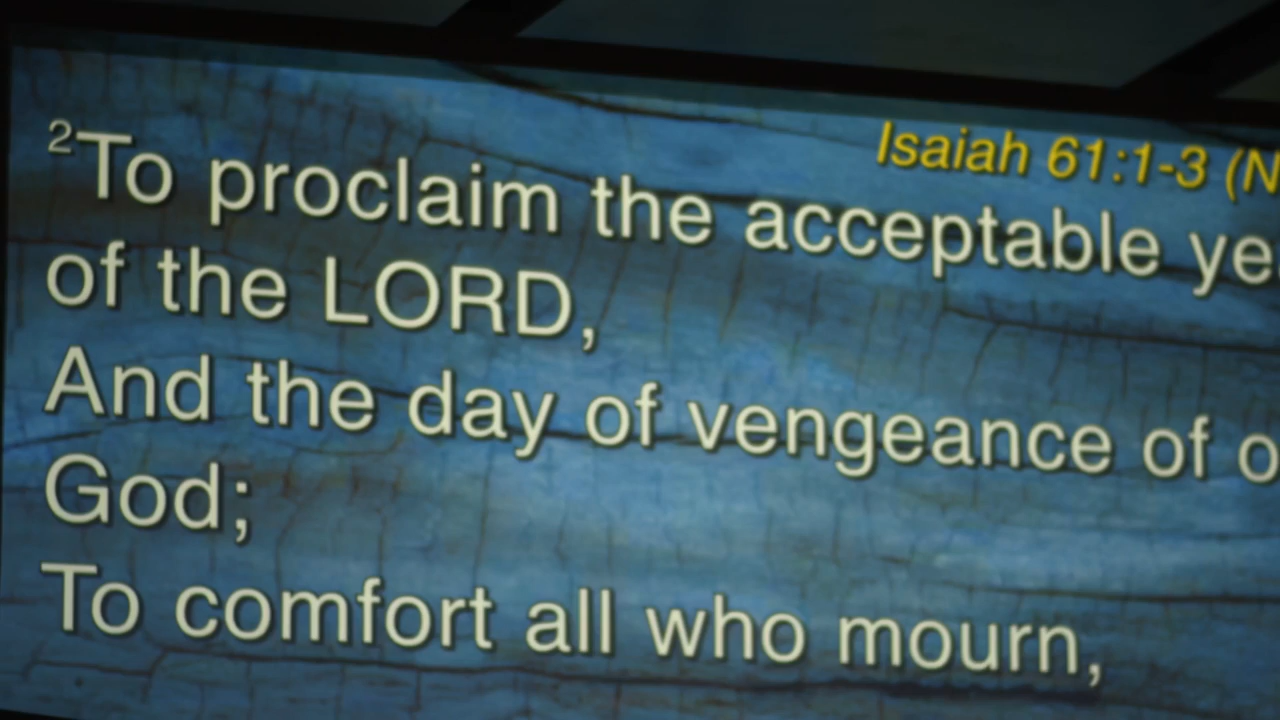 Isaiah 61:1-3 (N
2To proclaim the acceptable ye
of the LORD,
And the day of vengeance of o
God;
To comfort all who mourn,